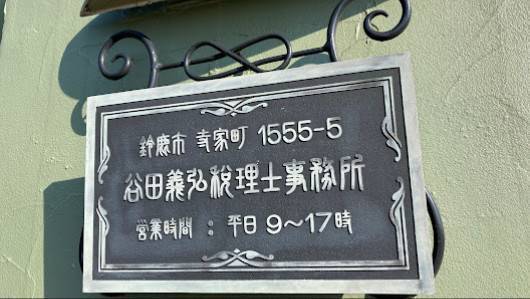 鈴鹿市 寺家町 1555-5
谷田義弘税理士事務所
営業時間 : 平日 9～17時